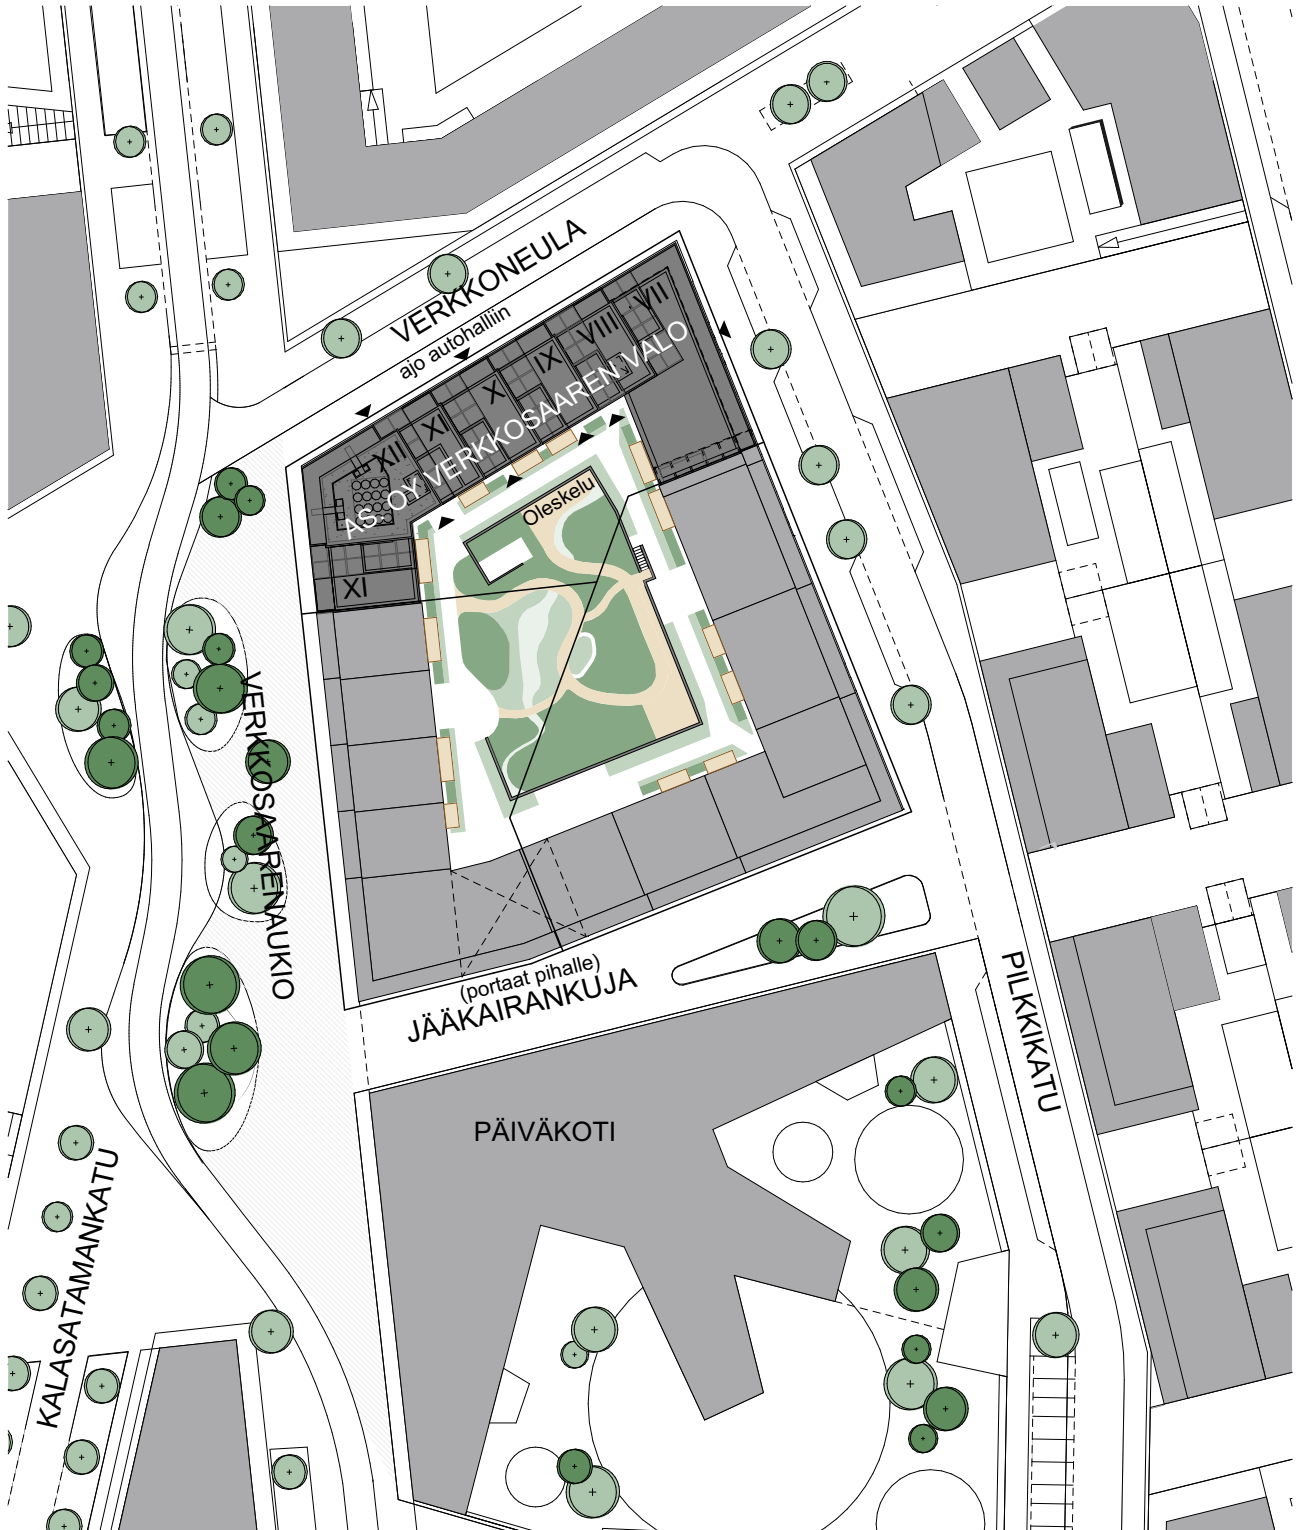 VERKKONEULA
ajo autohalliin
VII
VIII
IX
X
XI
XII
AS. OY VERKKOSAAREN VALO
XI
Oleskelu
VERKKOSAARENAUKIO
(portaat pihalle)
JÄÄKAIRANKUJA
PILKKIKATU
PÄIVÄKOTI
KALASATAMANKATU